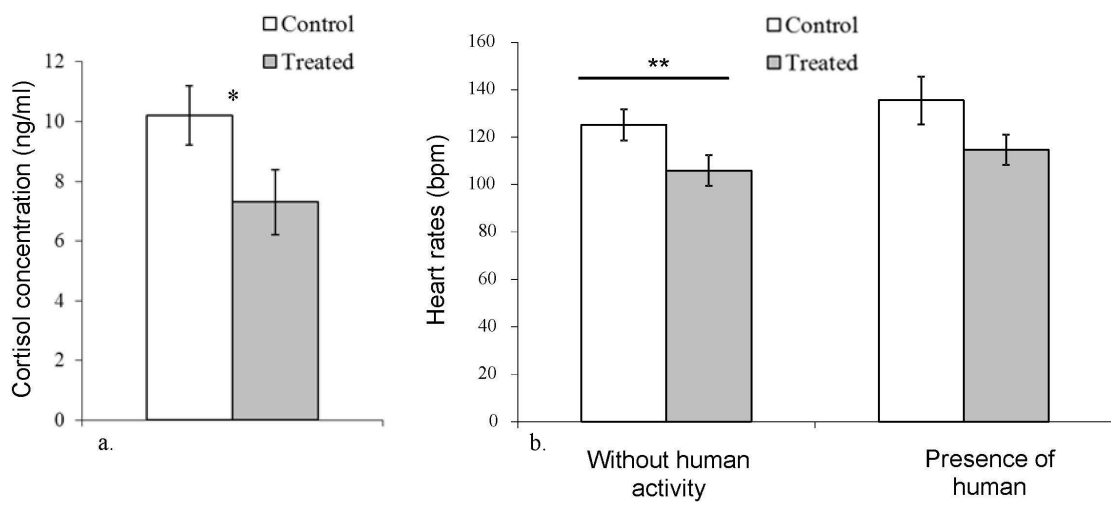 Control
Treated
Cortisol concentration (ng/ml)
12
10
8
6
4
2
0
*
a.
Control
Treated
Heart rates (bpm)
160
140
120
100
80
60
40
20
0
**
b.
Without human
activity
Presence of
human